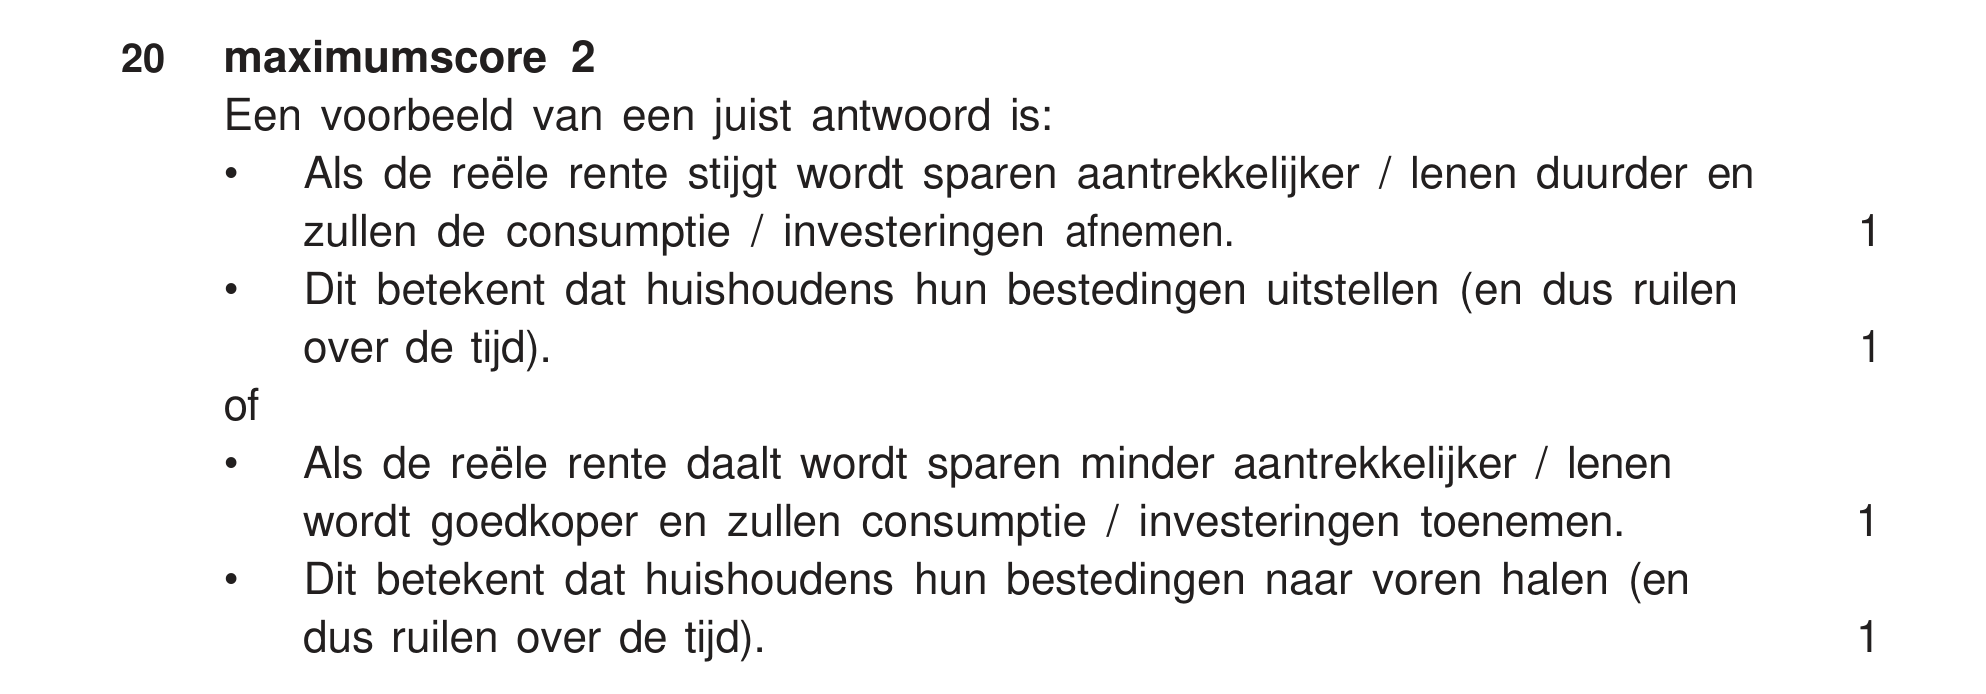 20 maximumscore 2
Een voorbeeld van een juist antwoord is:
• Als de reële rente stijgt wordt sparen aantrekkelijker / lenen duurder en
zullen de consumptie / investeringen afnemen. 1
• Dit betekent dat huishoudens hun bestedingen uitstellen (en dus ruilen
over de tijd). 1
of
• Als de reële rente daalt wordt sparen minder aantrekkelijker / lenen
wordt goedkoper en zullen consumptie / investeringen toenemen. 1
• Dit betekent dat huishoudens hun bestedingen naar voren halen (en
dus ruilen over de tijd). 1